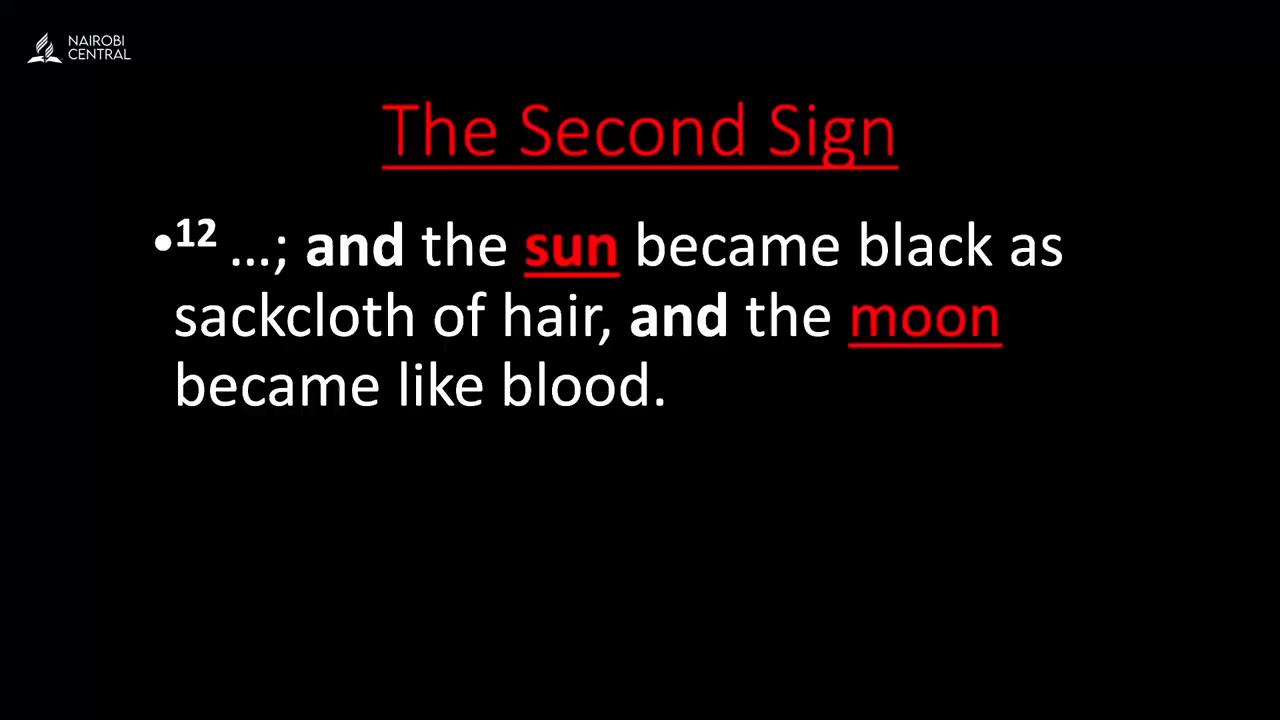 NAIROBI
CENTRAL
The Second Sign
•12 ...; and the sun became black as
sackcloth of hair, and the moon
became like blood.